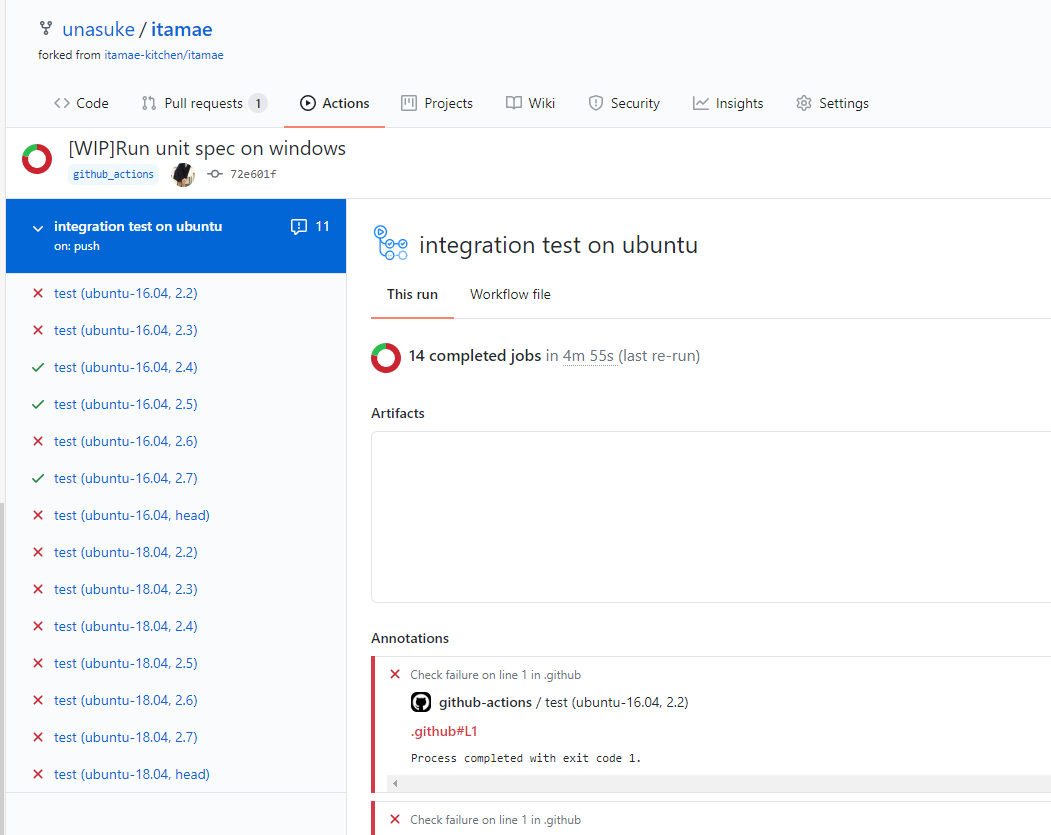 unasuke / itamae
forked from itamae-kitchen/itamae
Code Pull requests 1 Actions Projects Wiki Security Insights Settings
[WIP]Run unit spec on windows
github_actions 72e601f
integration test on ubuntu 11
on: push
test (ubuntu-16.04, 2.2)
test (ubuntu-16.04, 2.3)
test (ubuntu-16.04, 2.4)
test (ubuntu-16.04, 2.5)
test (ubuntu-16.04, 2.6)
test (ubuntu-16.04, 2.7)
test (ubuntu-16.04, head)
test (ubuntu-18.04, 2.2)
test (ubuntu-18.04, 2.3)
test (ubuntu-18.04, 2.4)
test (ubuntu-18.04, 2.5)
test (ubuntu-18.04, 2.6)
test (ubuntu-18.04, 2.7)
test (ubuntu-18.04, head)
integration test on ubuntu
This run Workflow file
14 completed jobs in 4m 55s (last re-run)
Artifacts
Annotations
Check failure on line 1 in .github
github-actions / test (ubuntu-16.04, 2.2)
.github#L1
Process completed with exit code 1.
Check failure on line 1 in .github